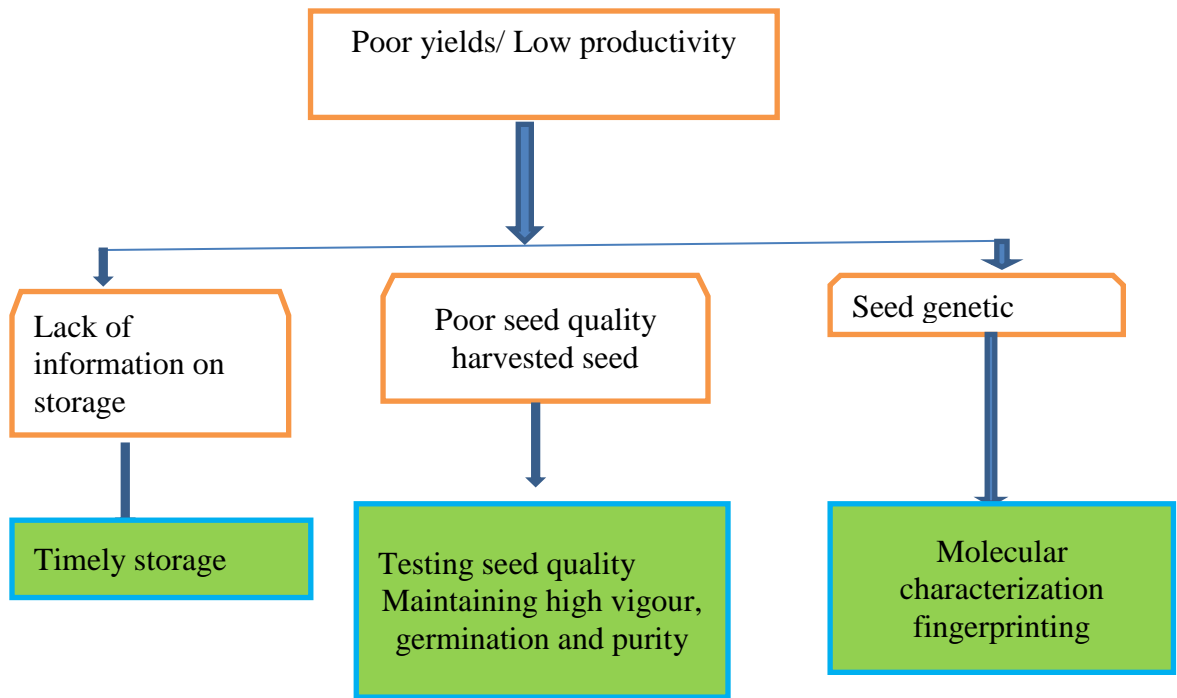 Poor yields/ Low productivity
Lack of
information on
storage
Poor seed quality
harvested seed
Seed genetic
Timely storage
Testing seed quality
Maintaining high vigour,
germination and purity
Molecular
characterization
fingerprinting